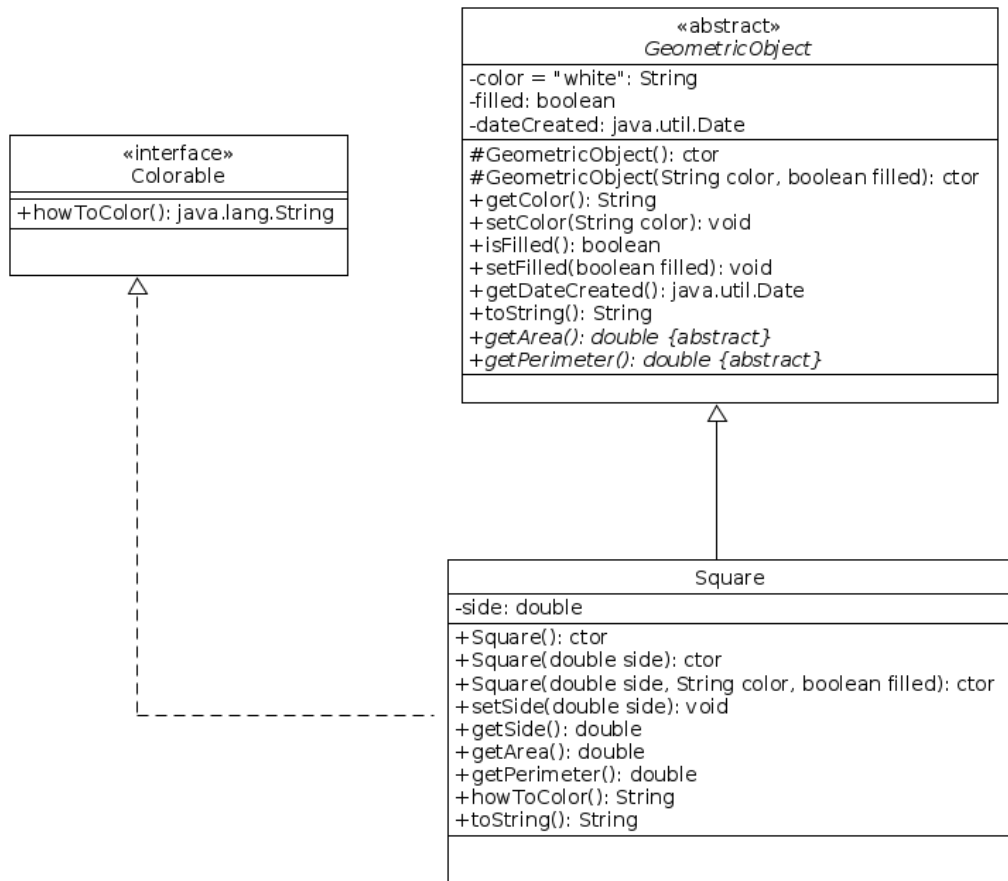 «interface»
Colorable
+howToColor(): java.lang.String
«abstract»
GeometricObject
-color = "white": String
-filled: boolean
-dateCreated: java.util.Date
#GeometricObject(): ctor
#GeometricObject(String color, boolean filled): ctor
+getColor(): String
+setColor(String color): void
+isFilled(): boolean
+setFilled(boolean filled): void
+getDateCreated(): java.util.Date
+toString(): String
+getArea(): double {abstract}
+getPerimeter(): double {abstract}
Square
-side: double
+Square(): ctor
+Square(double side): ctor
+Square(double side, String color, boolean filled): ctor
+setSide(double side): void
+getSide(): double
+getArea(): double
+getPerimeter(): double
+howToColor(): String
+toString(): String